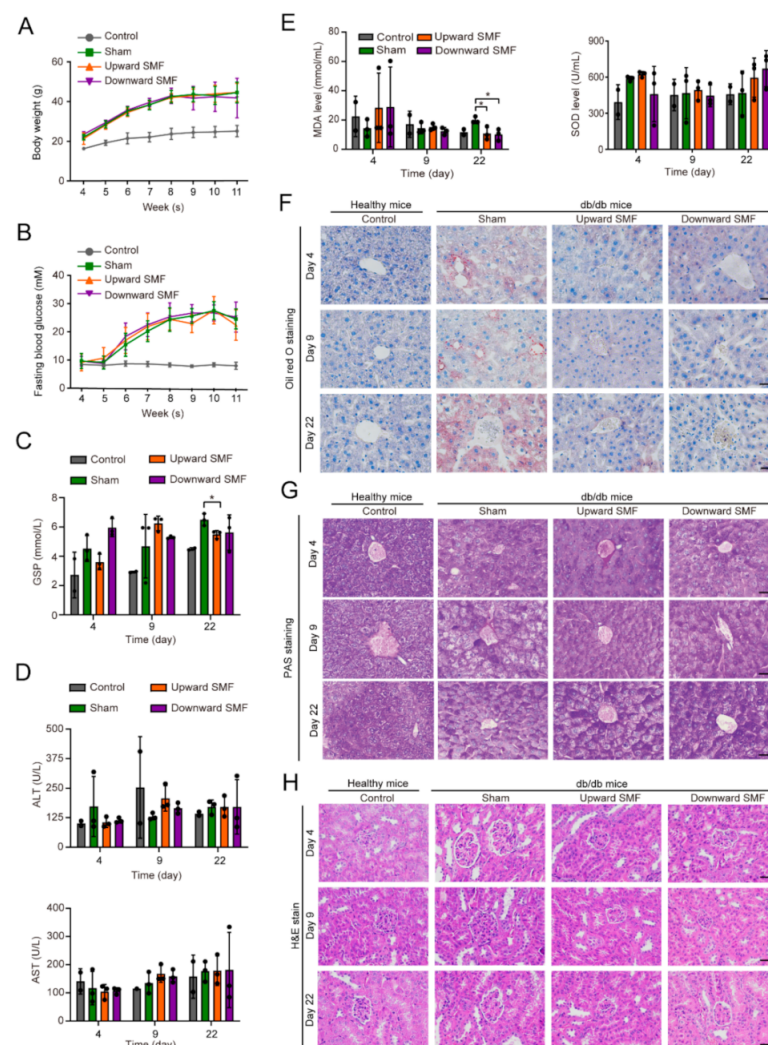 A
Control
Sham
Upward SMF
Downward SMF
Body weight (g)
60
40
20
0
4 5 6 7 8 9 10 11
Week (s)
B
Control
Sham
Upward SMF
Downward SMF
Fasting blood glucose (mM)
40
30
20
10
0
4 5 6 7 8 9 10 11
Week (s)
C
Control Upward SMF
Sham Downward SMF
GSP (mmol/L)
8
6
4
2
0
*
4 9 22
Time (day)
D
Control Upward SMF
Sham Downward SMF
ALT (U/L)
500
375
250
125
0
4 9 22
Time (day)
AST (U/L)
400
300
200
100
0
4 9 22
Time (day)
E
Control Upward SMF
Sham Downward SMF
MDA level (mmol/mL)
80
60
40
20
0
* *
4 9 22
Time (day)
SOD level (U/mL)
900
600
300
0
4 9 22
Time (day)
F
Healthy mice db/db mice
Control Sham Upward SMF Downward SMF
Oil red O staining
Day 4
Day 9
Day 22
G
Healthy mice db/db mice
Control Sham Upward SMF Downward SMF
PAS staining
Day 4
Day 9
Day 22
H
Healthy mice db/db mice
Control Sham Upward SMF Downward SMF
H&E stain
Day 4
Day 9
Day 22